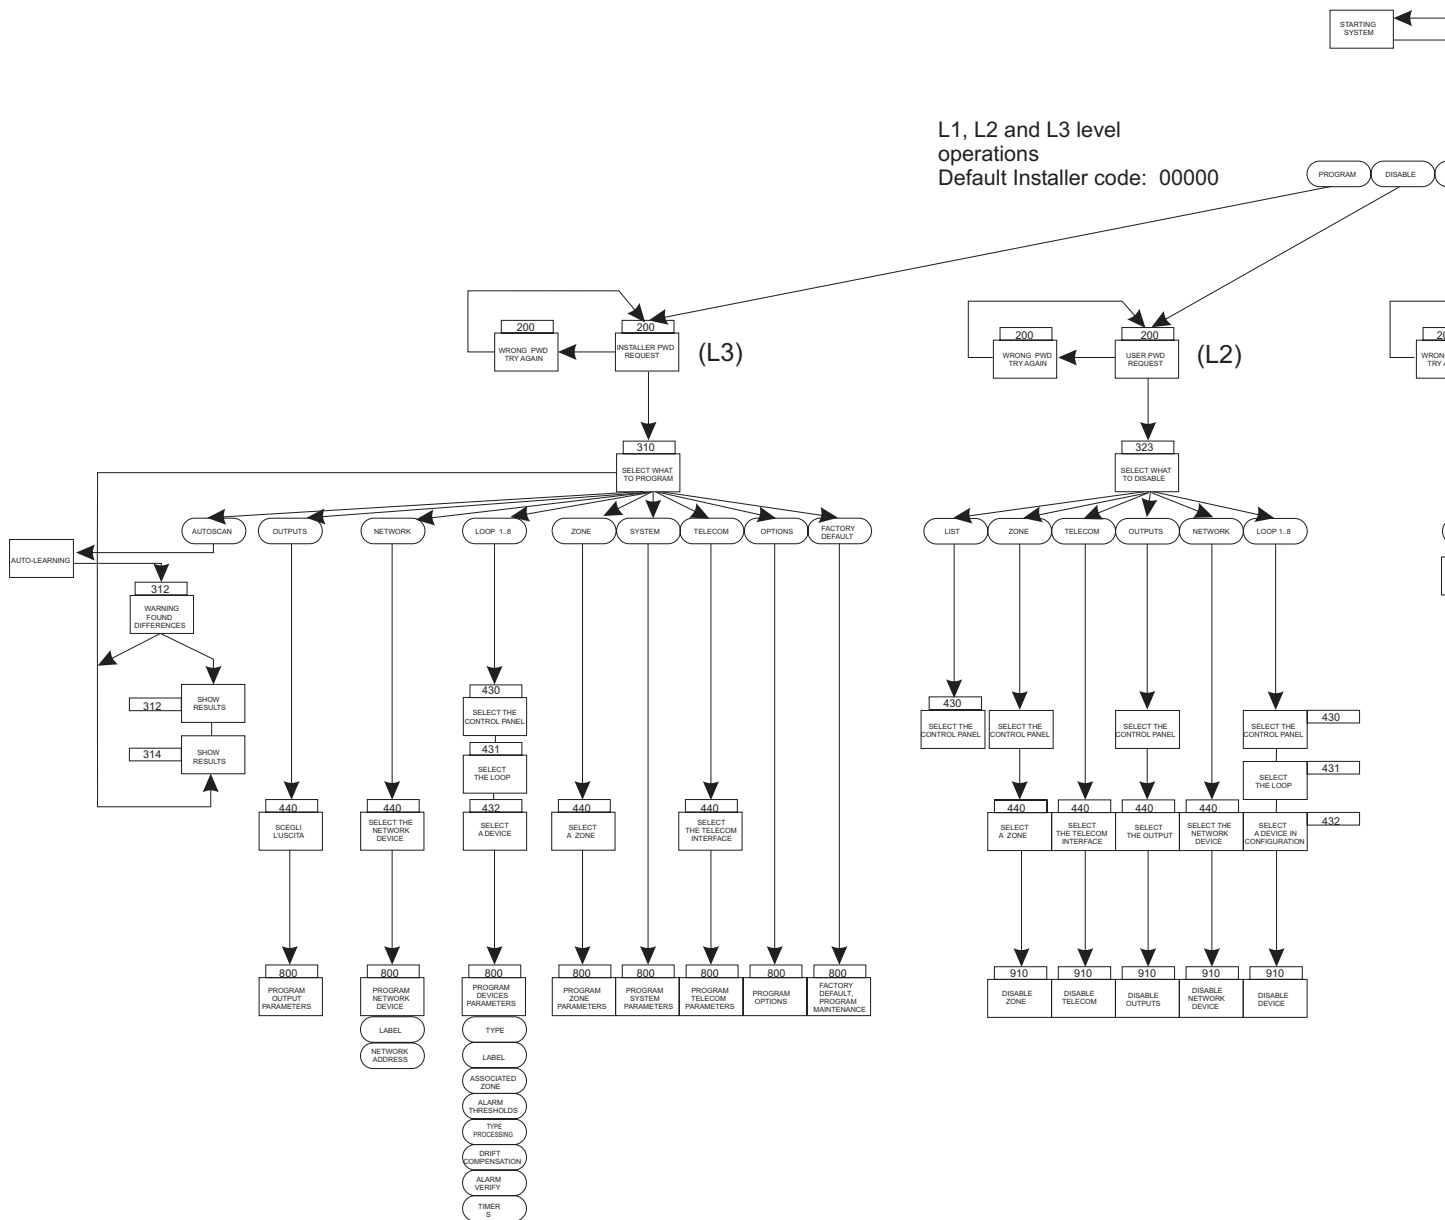 STARTING
SYSTEM
L1, L2 and L3 level
operations
Default Installer code: 00000
PROGRAM
DISABLE
200
WRONG PWD
TRY AGAIN
200
INSTALLER PWD
REQUEST
(L3)
200
WRONG PWD
TRY AGAIN
200
USER PWD
REQUEST
(L2)
310
SELECT WHAT
TO PROGRAM
323
SELECT WHAT
TO DISABLE
AUTOSCAN
OUTPUTS
NETWORK
LOOP 1..8
ZONE
SYSTEM
TELECOM
OPTIONS
FACTORY
DEFAULT
LIST
ZONE
TELECOM
OUTPUTS
NETWORK
LOOP 1..8
AUTO-LEARNING
312
WARNING
FOUND
DIFFERENCES
312
SHOW
RESULTS
314
SHOW
RESULTS
430
SELECT THE
CONTROL PANEL
431
SELECT
THE LOOP
430
SELECT THE
CONTROL PANEL
SELECT THE
CONTROL PANEL
SELECT THE
CONTROL PANEL
SELECT THE
CONTROL PANEL
430
SELECT
THE LOOP
431
440
SCEGLI
L'USCITA
440
SELECT THE
NETWORK
DEVICE
432
SELECT
A DEVICE
440
SELECT
A ZONE
440
SELECT
THE TELECOM
INTERFACE
440
SELECT
A ZONE
440
SELECT
THE TELECOM
INTERFACE
440
SELECT
THE OUTPUT
440
SELECT THE
NETWORK
DEVICE
SELECT
A DEVICE IN
CONFIGURATION
432
800
PROGRAM
OUTPUT
PARAMETERS
800
PROGRAM
NETWORK
DEVICE
800
PROGRAM
DEVICES
PARAMETERS
800
PROGRAM
ZONE
PARAMETERS
800
PROGRAM
SYSTEM
PARAMETERS
800
PROGRAM
TELECOM
PARAMETERS
800
PROGRAM
OPTIONS
800
FACTORY
DEFAULT,
PROGRAM
MAINTENANCE
910
DISABLE
ZONE
910
DISABLE
TELECOM
910
DISABLE
OUTPUTS
910
DISABLE
NETWORK
DEVICE
910
DISABLE
DEVICE
LABEL
NETWORK
ADDRESS
TYPE
LABEL
ASSOCIATED
ZONE
ALARM
THRESHOLDS
TYPE
PROCESSING
DRIFT
COMPENSATION
ALARM
VERIFY
TIMER
S